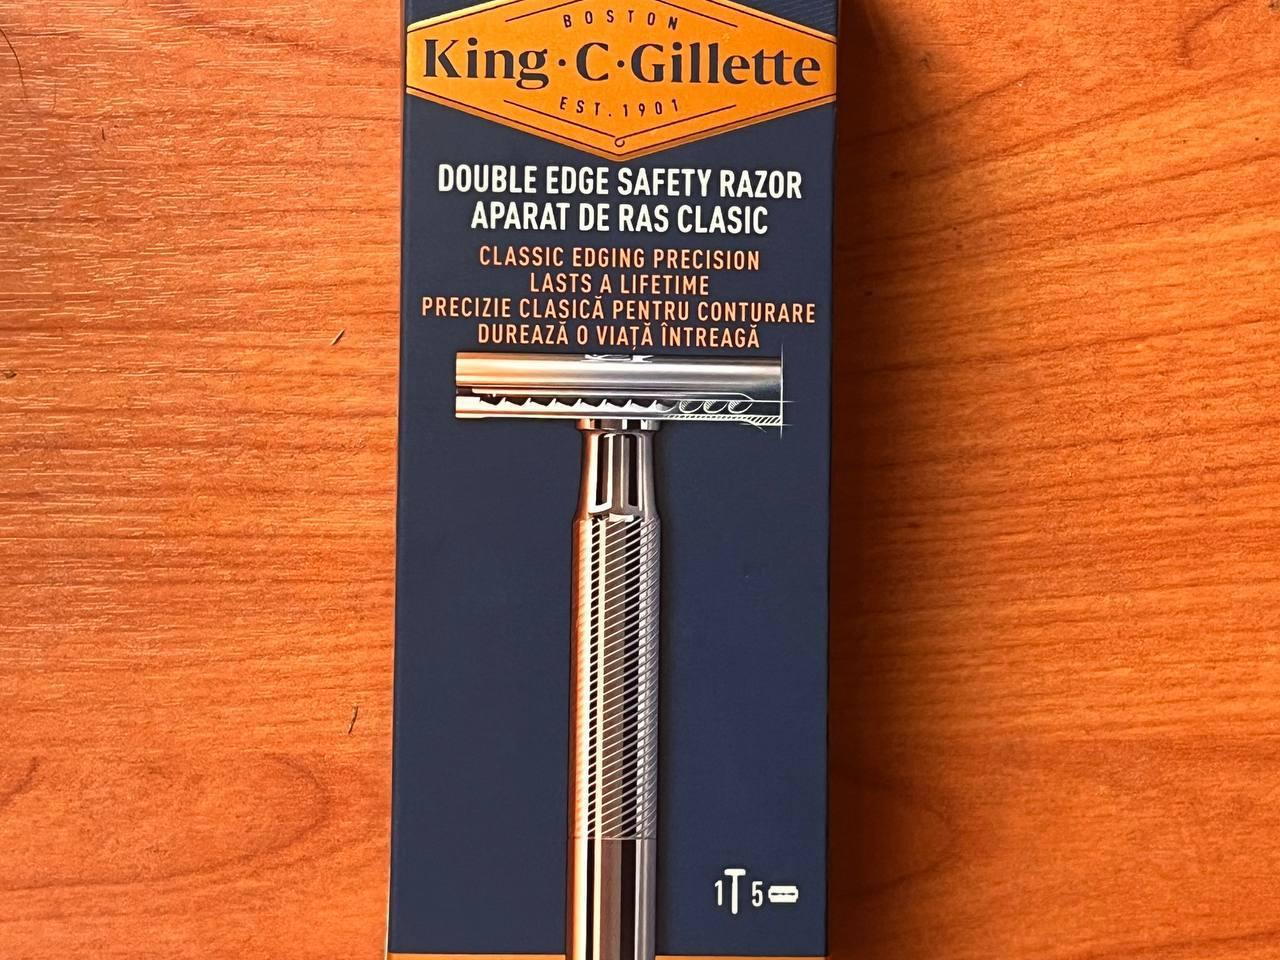 BOSTON
King·C·Gillette
EST.1901
DOUBLE EDGE SAFETY RAZOR
APARAT DE RAS CLASIC
CLASSIC EDGING PRECISION
LASTS A LIFETIME
PRECIZIE CLASICĂ PENTRU CONTURARE
DUREAZĂ O VIAȚĂ ÎNTREAGĂ
1 5